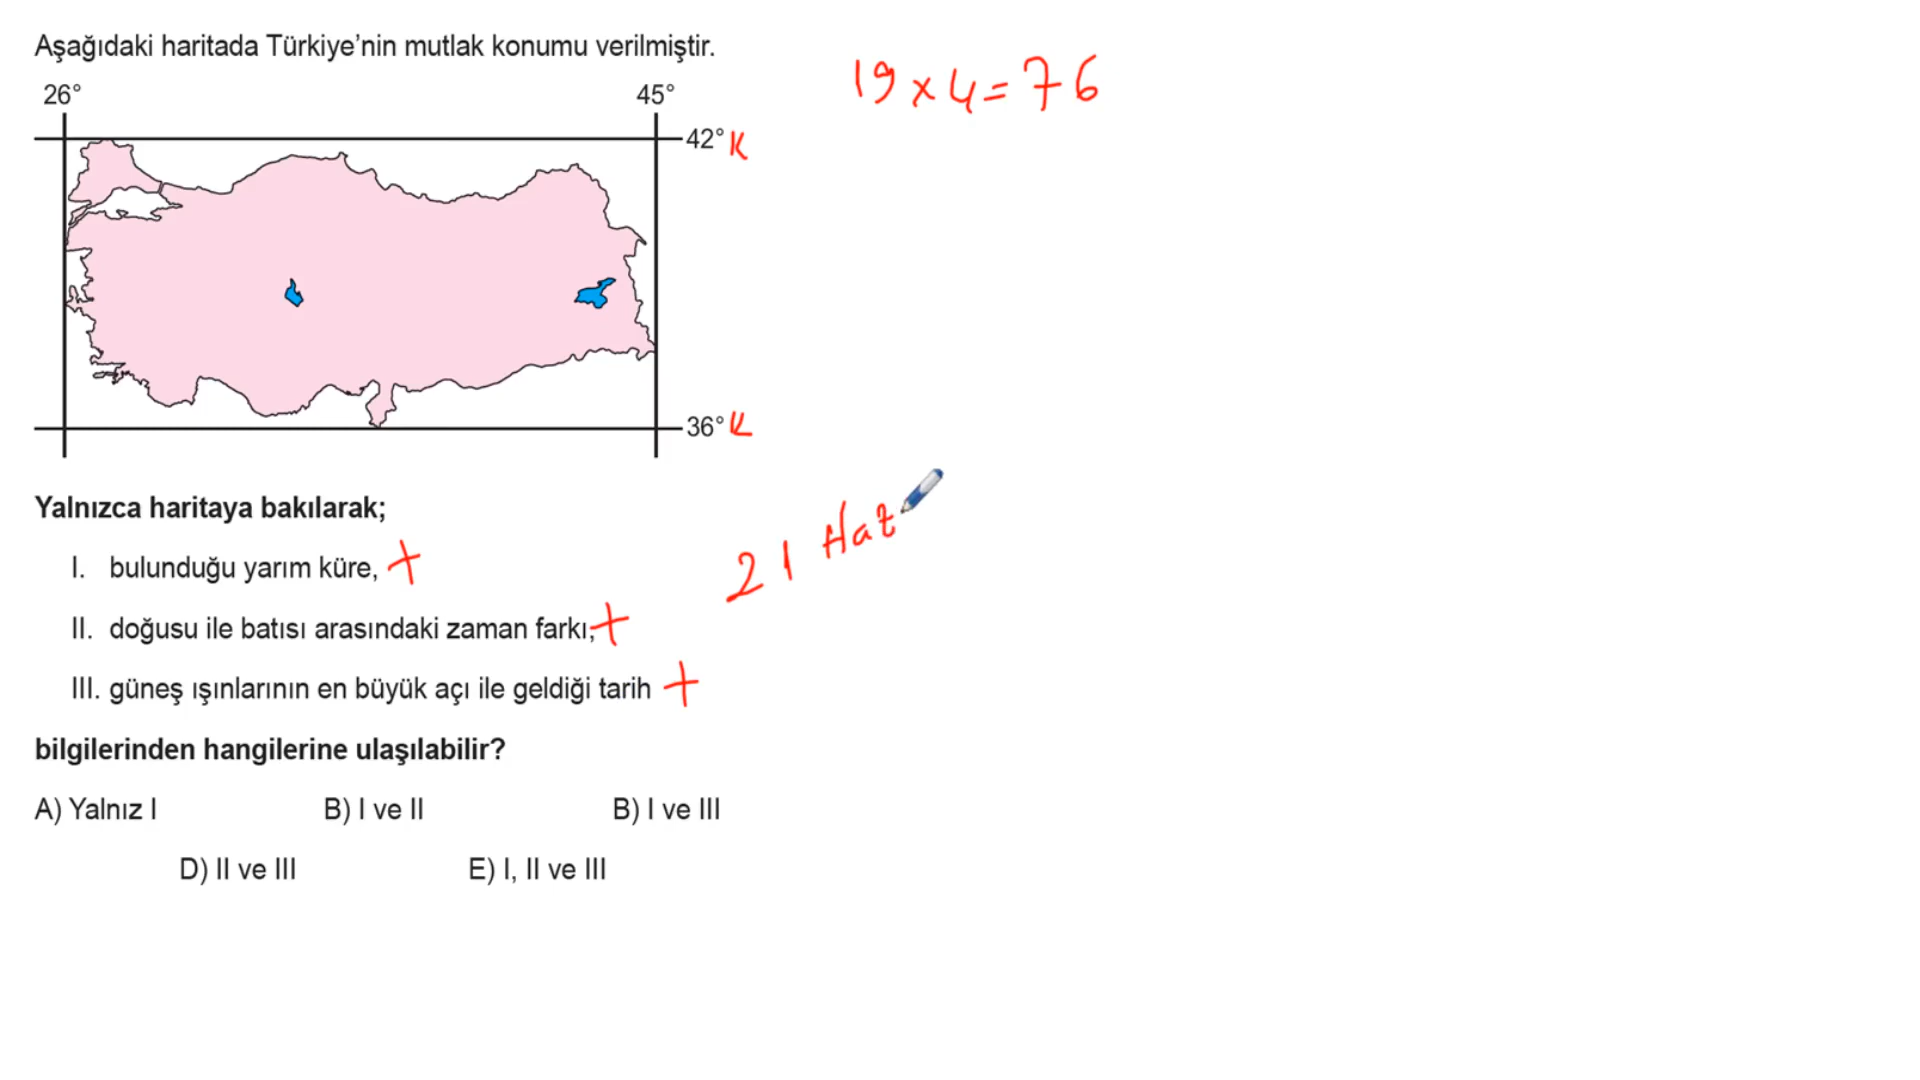 Aşağıdaki haritada Türkiye'nin mutlak konumu verilmiştir.
19 x 4 = 76
26° 45°
42° K
36° K
Yalnızca haritaya bakılarak;
21 Haz
I. bulunduğu yarım küre, +
II. doğusu ile batısı arasındaki zaman farkı, +
III. güneş ışınlarının en büyük açı ile geldiği tarih +
bilgilerinden hangilerine ulaşılabilir?
A) Yalnız I B) I ve II B) I ve III
D) II ve III E) I, II ve III